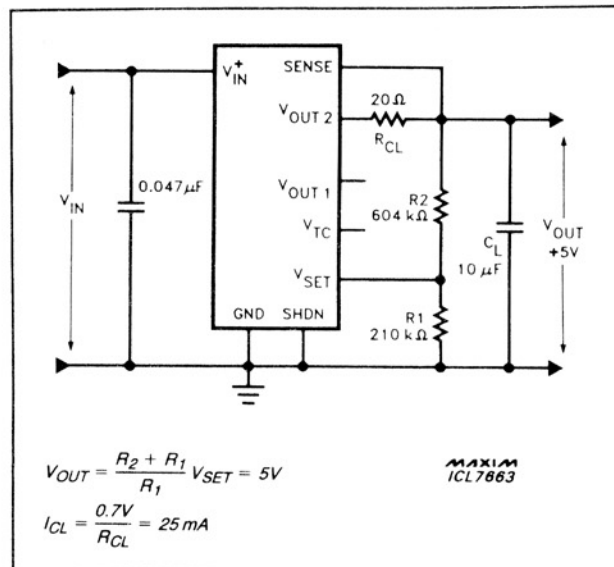 V+IN
SENSE
VOUT 2
20Ω
RCL
VIN
0.047µF
VOUT 1
VTC
R2
604 kΩ
CL
10 µF
VOUT
+5V
VSET
GND SHDN
R1
210 kΩ
VOUT = R2 + R1 / R1 VSET = 5V
ICL = 0.7V / RCL = 25 mA
MAXIM
ICL7663